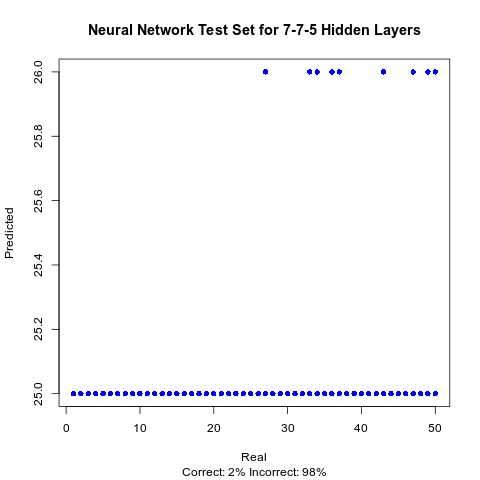 Neural Network Test Set for 7-7-5 Hidden Layers
Predicted
26.0
25.8
25.6
25.4
25.2
25.0
0 10 20 30 40 50
Real
Correct: 2% Incorrect: 98%